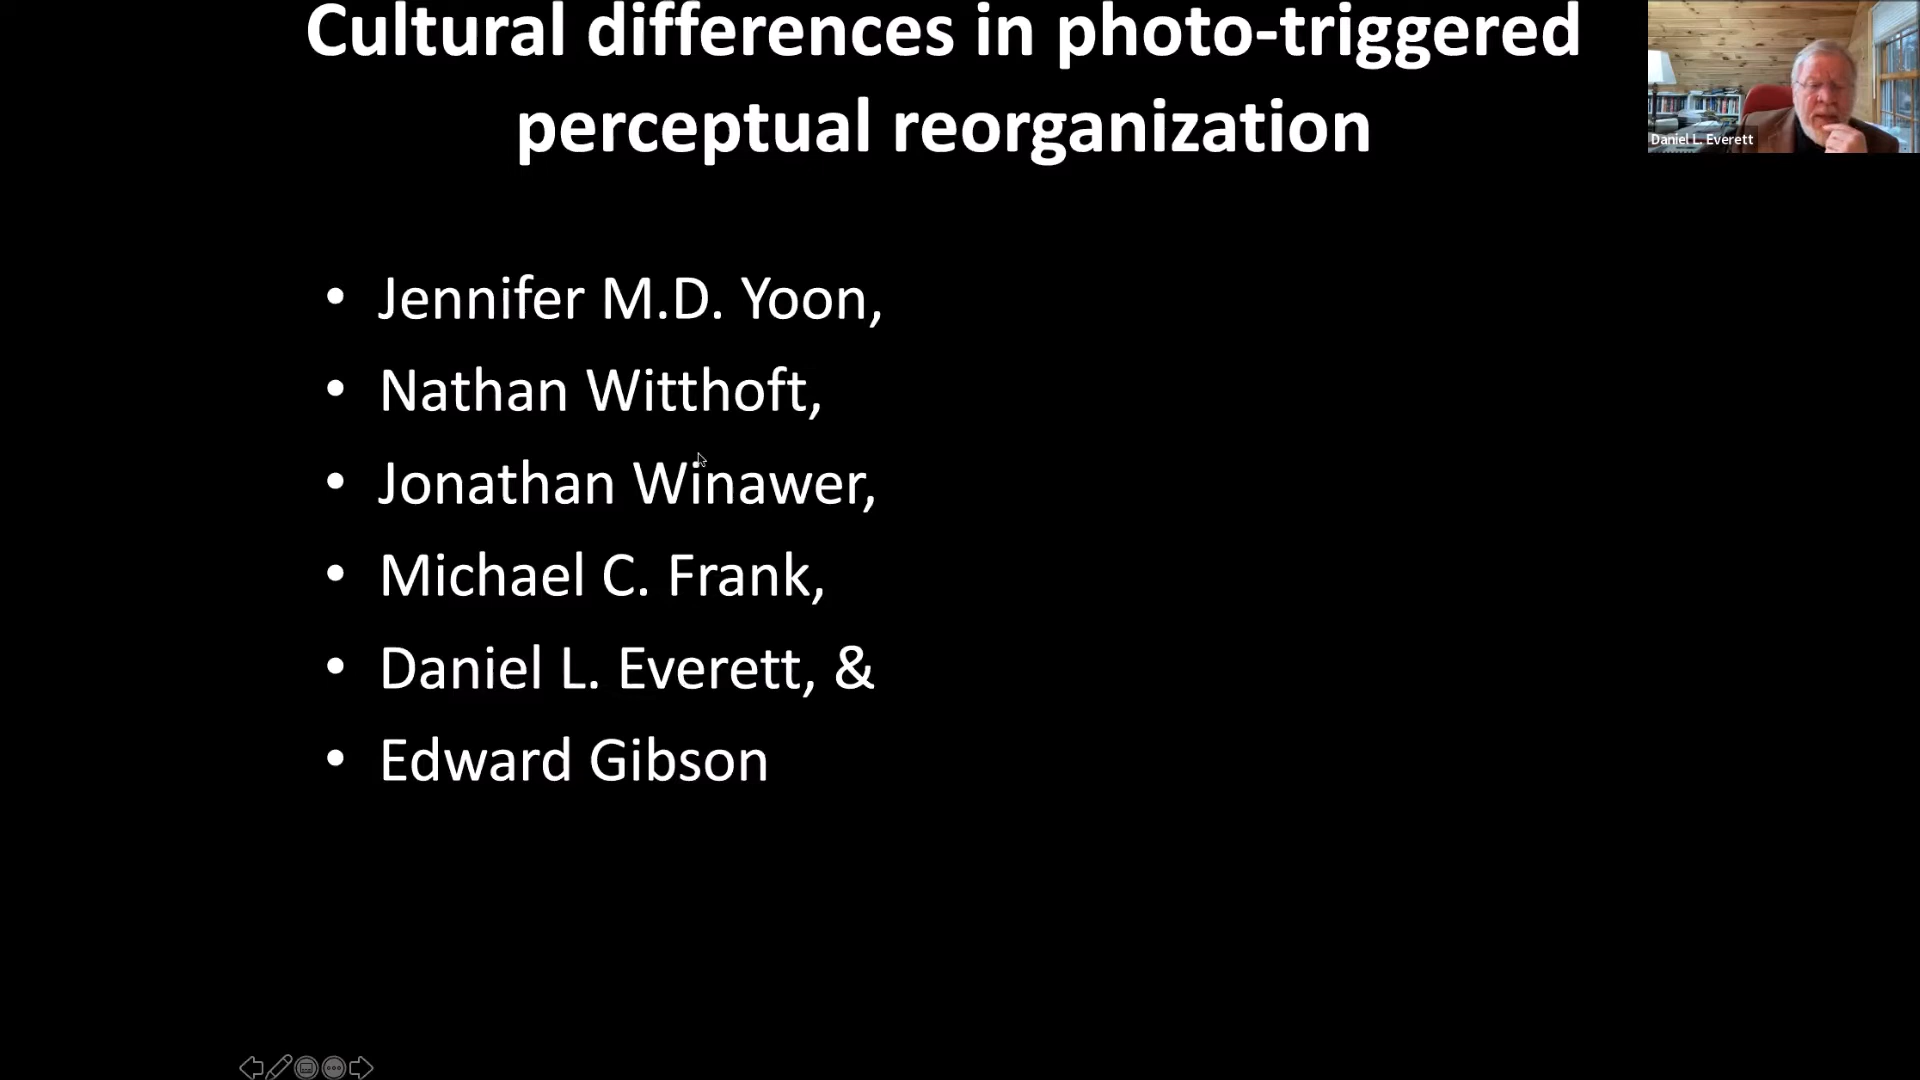 Cultural differences in photo-triggered
perceptual reorganization
Daniel L. Everett
• Jennifer M.D. Yoon,
• Nathan Witthoft,
• Jonathan Winawer,
• Michael C. Frank,
• Daniel L. Everett, &
• Edward Gibson